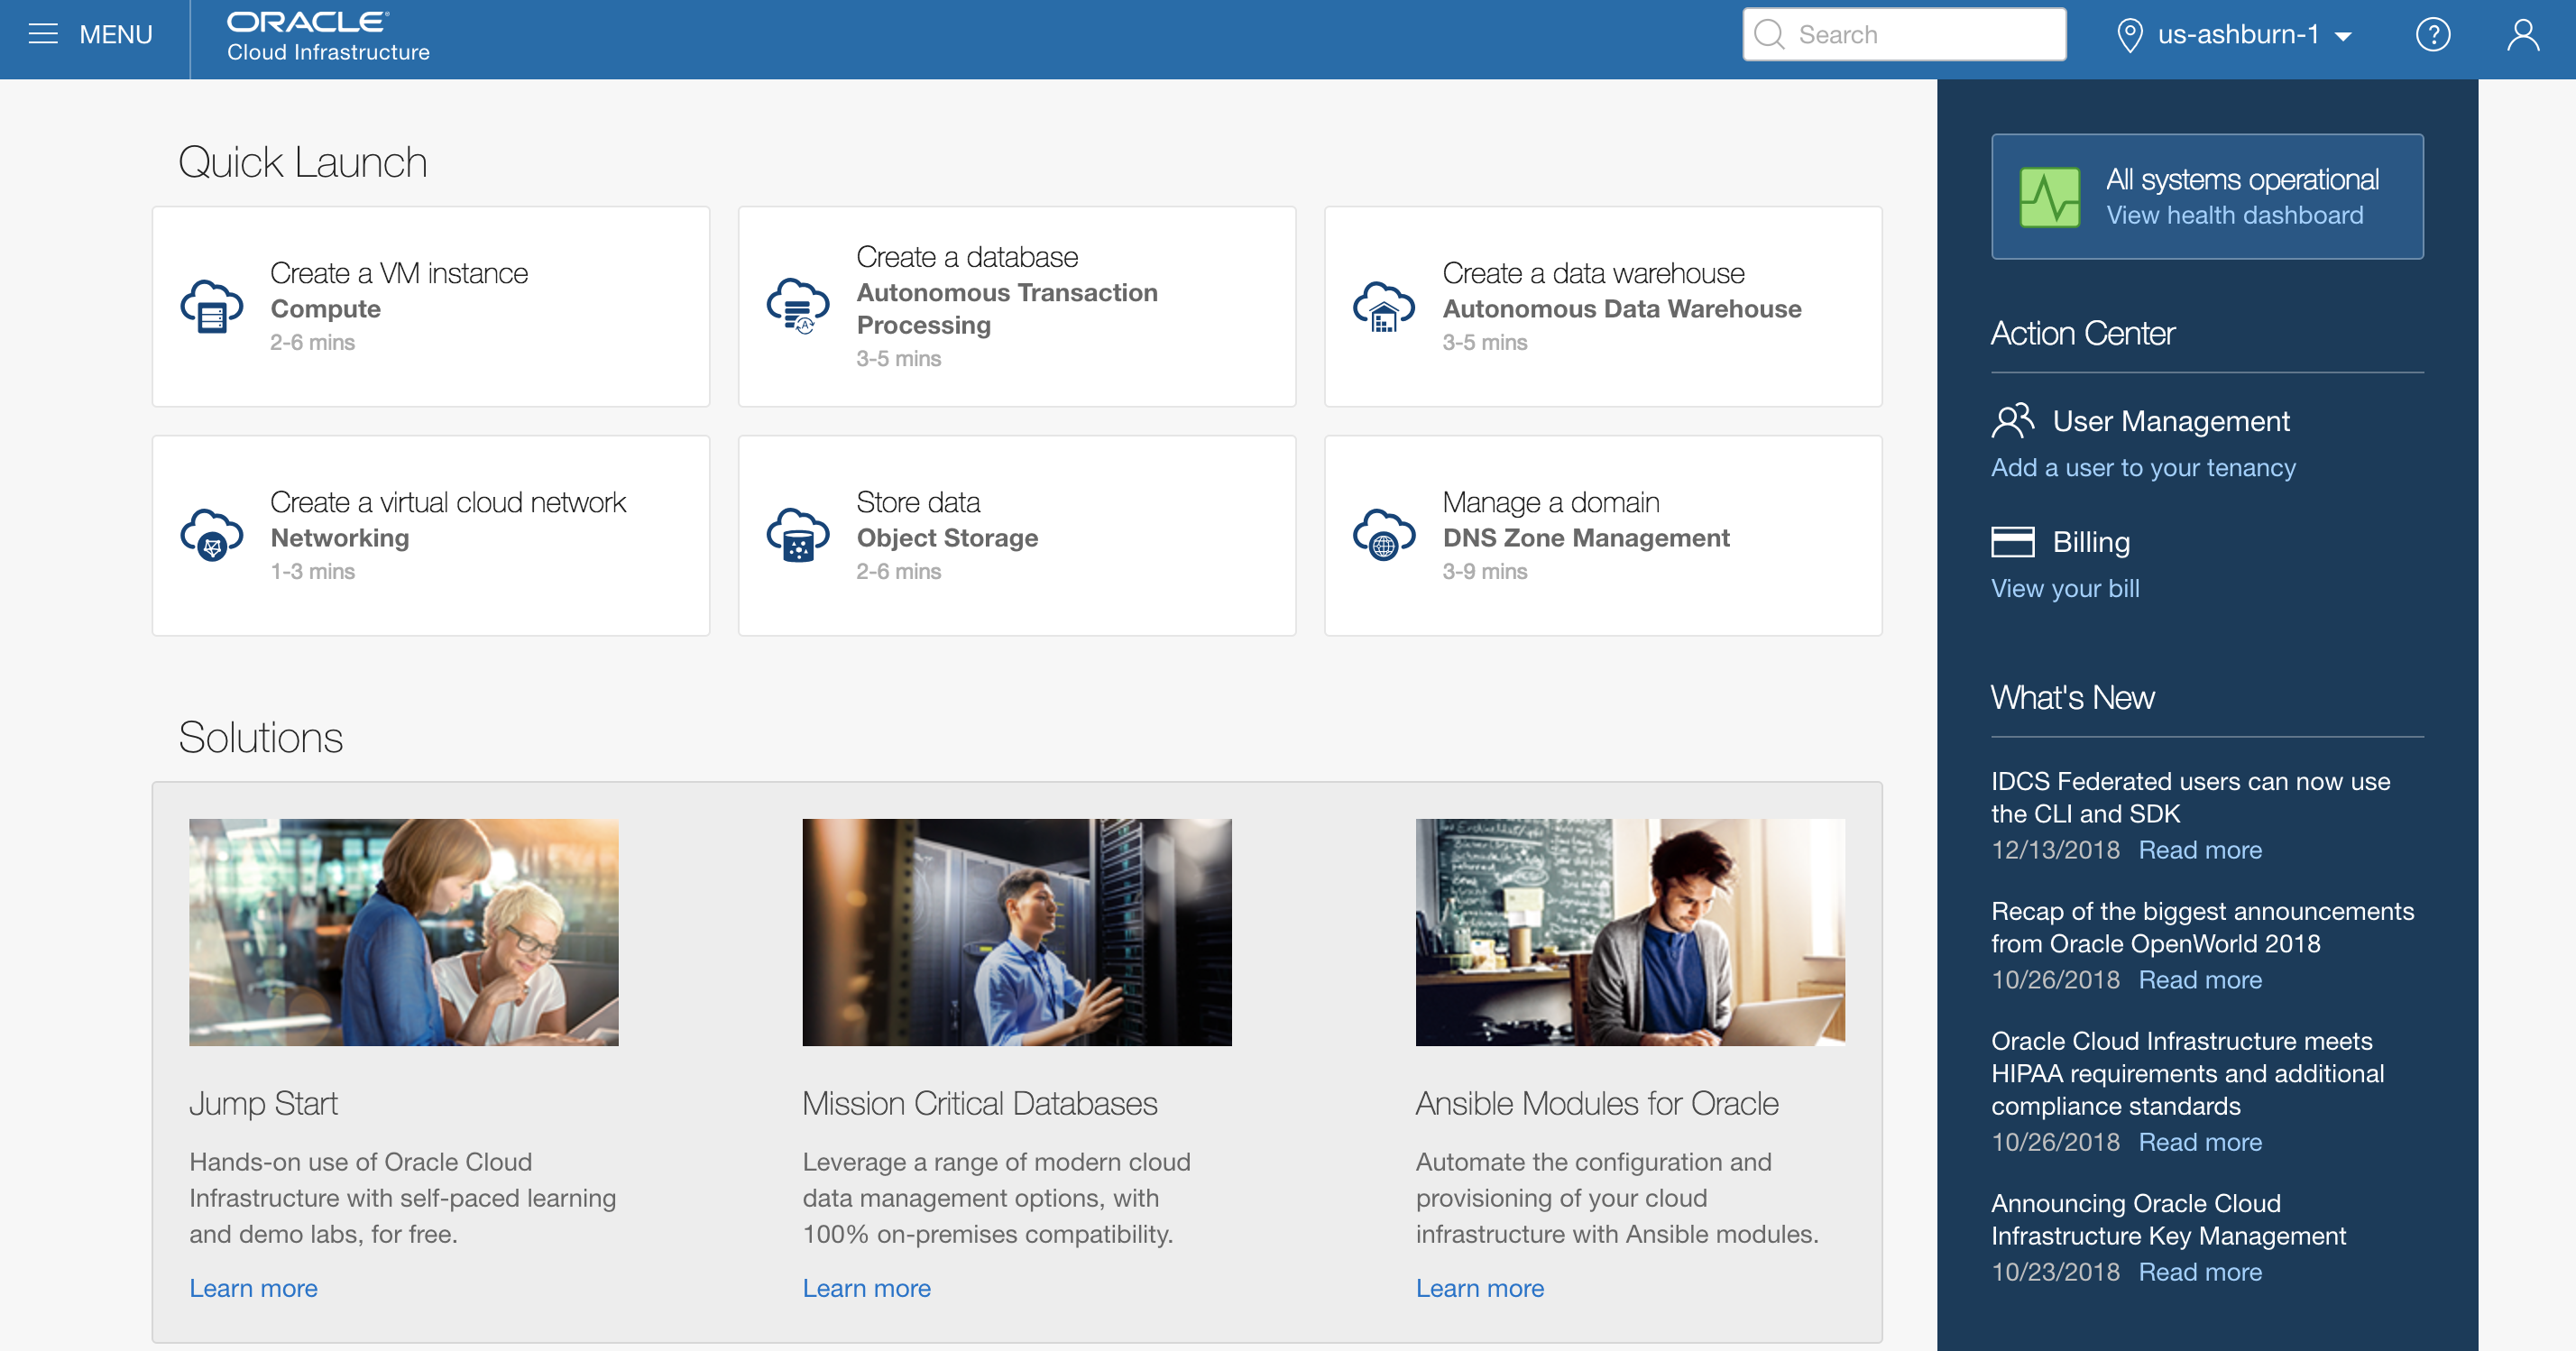 MENU
ORACLE
Cloud Infrastructure
Search
us-ashburn-1
?
Quick Launch
Create a VM instance
Compute
2-6 mins
Create a database
Autonomous Transaction
Processing
3-5 mins
Create a data warehouse
Autonomous Data Warehouse
3-5 mins
Create a virtual cloud network
Networking
1-3 mins
Store data
Object Storage
2-6 mins
Manage a domain
DNS Zone Management
3-9 mins
Solutions
Jump Start
Hands-on use of Oracle Cloud
Infrastructure with self-paced learning
and demo labs, for free.
Learn more
Mission Critical Databases
Leverage a range of modern cloud
data management options, with
100% on-premises compatibility.
Learn more
Ansible Modules for Oracle
Automate the configuration and
provisioning of your cloud
infrastructure with Ansible modules.
Learn more
All systems operational
View health dashboard
Action Center
User Management
Add a user to your tenancy
Billing
View your bill
What's New
IDCS Federated users can now use
the CLI and SDK
12/13/2018 Read more
Recap of the biggest announcements
from Oracle OpenWorld 2018
10/26/2018 Read more
Oracle Cloud Infrastructure meets
HIPAA requirements and additional
compliance standards
10/26/2018 Read more
Announcing Oracle Cloud
Infrastructure Key Management
10/23/2018 Read more